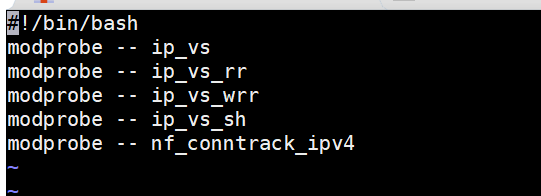 #!/bin/bash
modprobe -- ip_vs
modprobe -- ip_vs_rr
modprobe -- ip_vs_wrr
modprobe -- ip_vs_sh
modprobe -- nf_conntrack_ipv4
~
~